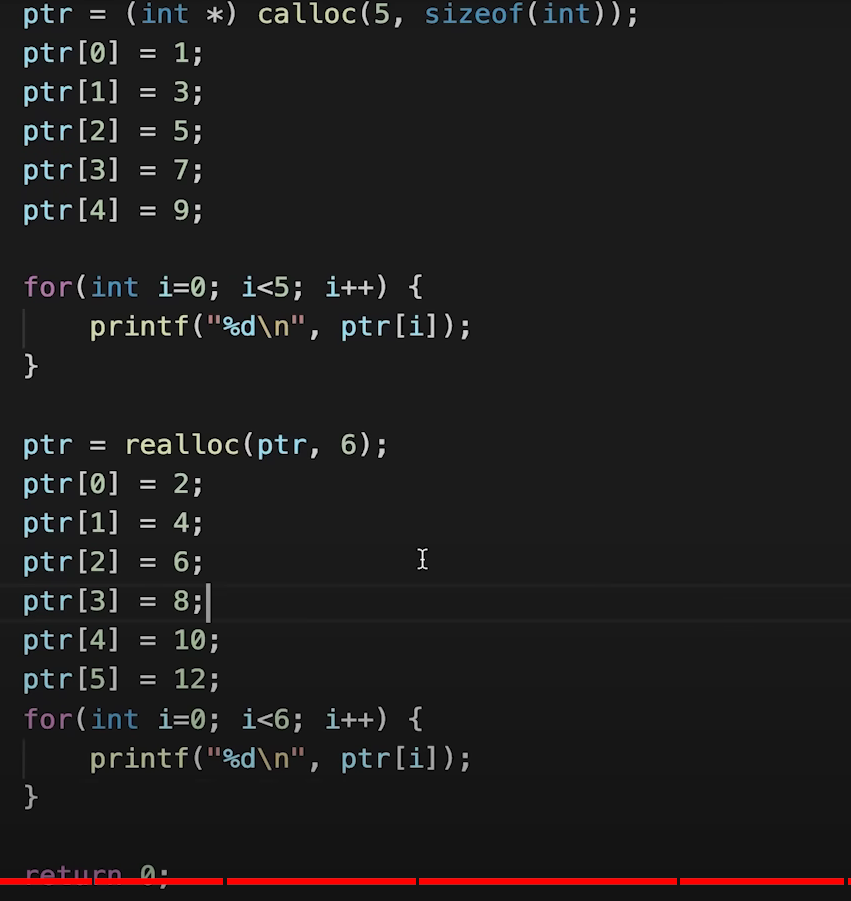 ptr = (int *) calloc(5, sizeof(int));
ptr[0] = 1;
ptr[1] = 3;
ptr[2] = 5;
ptr[3] = 7;
ptr[4] = 9;
for(int i=0; i<5; i++) {
printf("%d\n", ptr[i]);
}
ptr = realloc(ptr, 6);
ptr[0] = 2;
ptr[1] = 4;
ptr[2] = 6;
ptr[3] = 8;
ptr[4] = 10;
ptr[5] = 12;
for(int i=0; i<6; i++) {
printf("%d\n", ptr[i]);
}
return 0;